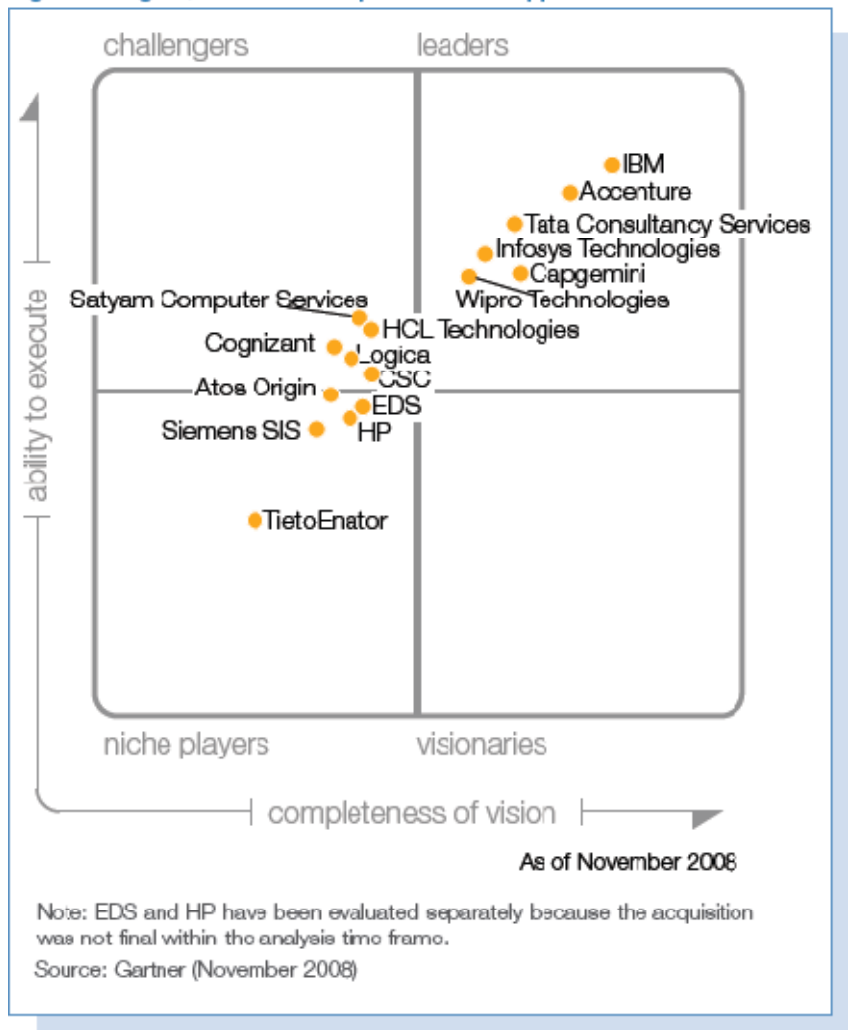 challengers
leaders
IBM
Accenture
Tata Consultancy Services
Infosys Technologies
Capgemini
Wipro Technologies
Satyam Computer Services
HCL Technologies
Cognizant
Logica
CSC
Atos Origin
EDS
HP
Siemens SIS
TietoEnator
ability to execute
niche players
visionaries
completeness of vision
As of November 2008
Note: EDS and HP have been evaluated separately because the acquisition
was not final within the analysis time frame.
Source: Gartner (November 2008)